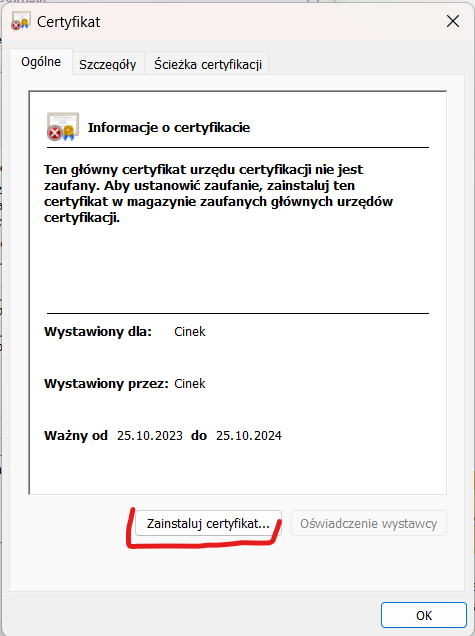 Certyfikat
Ogólne
Szczegóły
Ścieżka certyfikacji
Informacje o certyfikacie
Ten główny certyfikat urzędu certyfikacji nie jest
zaufany. Aby ustanowić zaufanie, zainstaluj ten
certyfikat w magazynie zaufanych głównych urzędów
certyfikacji.
Wystawiony dla: Cinek
Wystawiony przez: Cinek
Ważny od 25.10.2023 do 25.10.2024
Zainstaluj certyfikat...
Oświadczenie wystawcy
OK